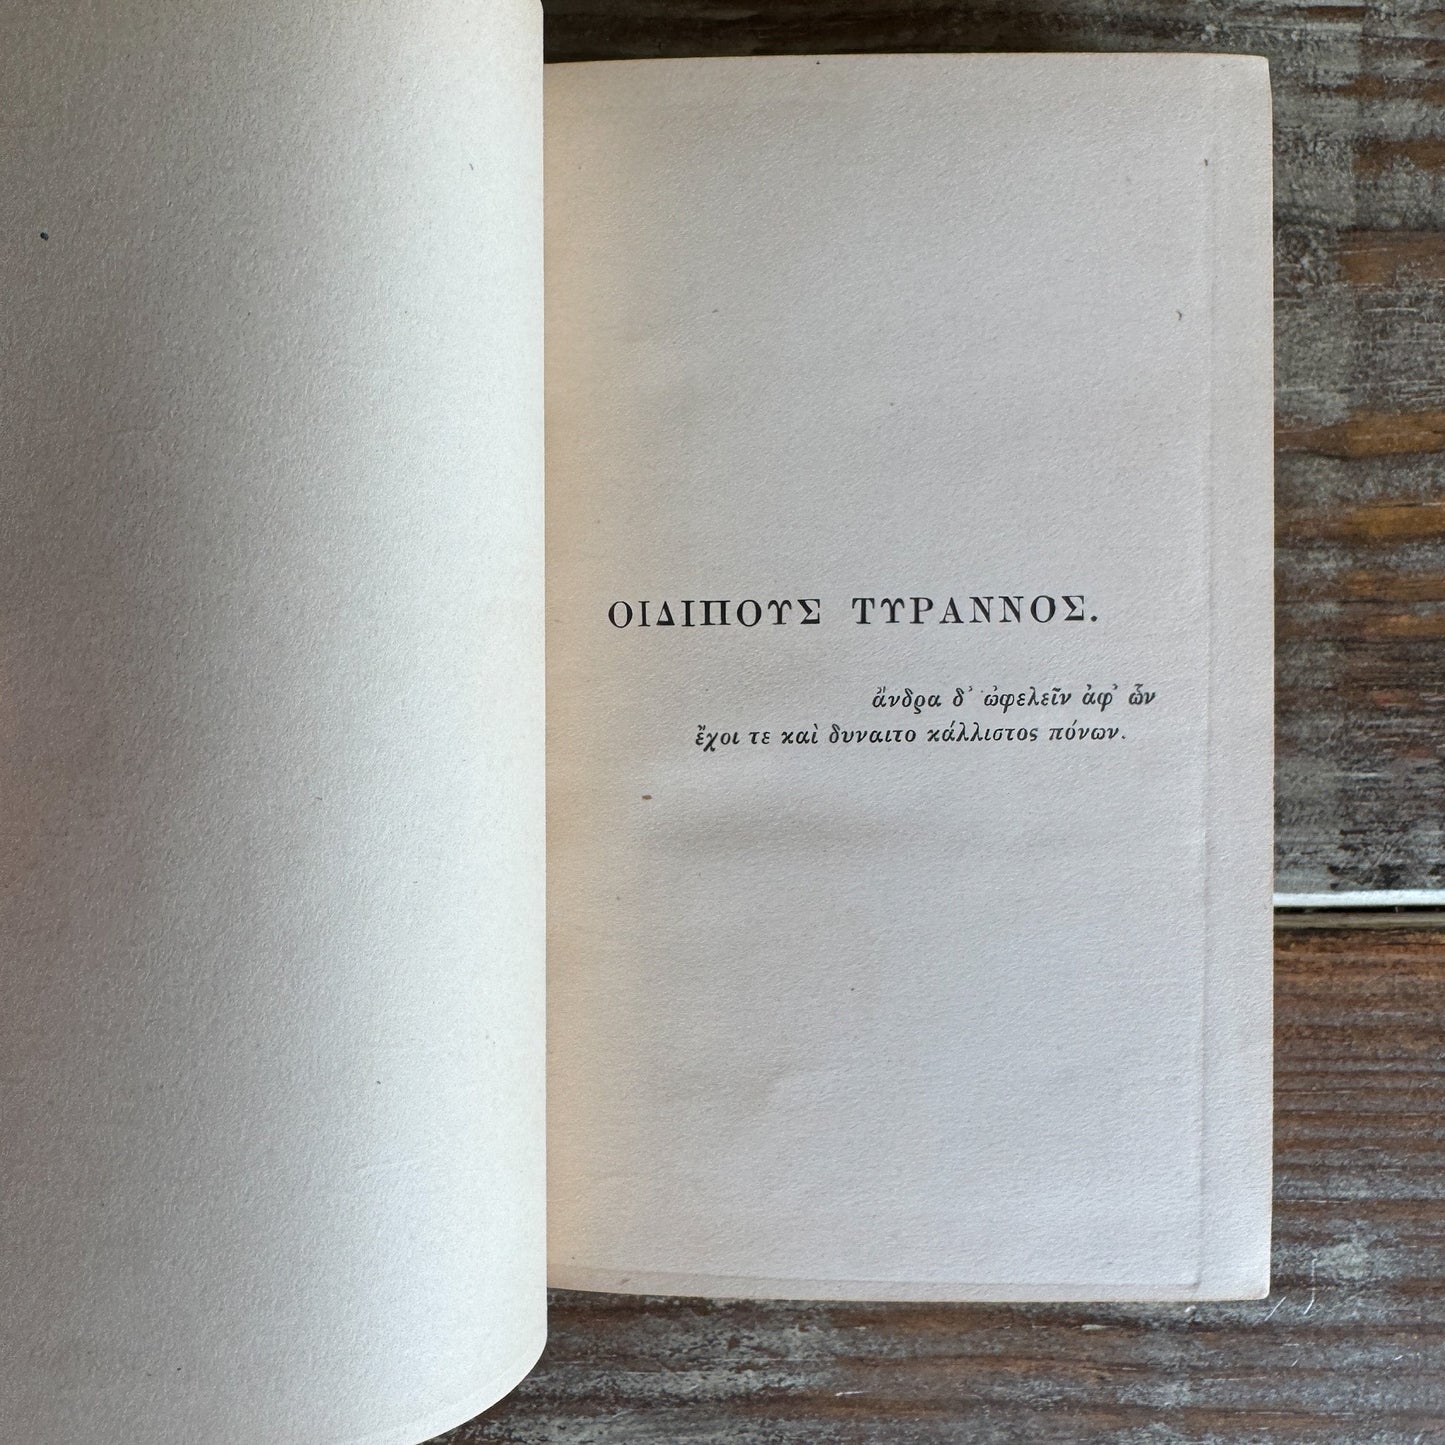 ΟΙΔΙΠΟΥΣ ΤΥΡΑΝΝΟΣ.
ἄνδρα δ’ ὠφελεῖν ἀφ’ ὧν
ἔχοι τε καὶ δύναιτο κάλλιστος πόνων.